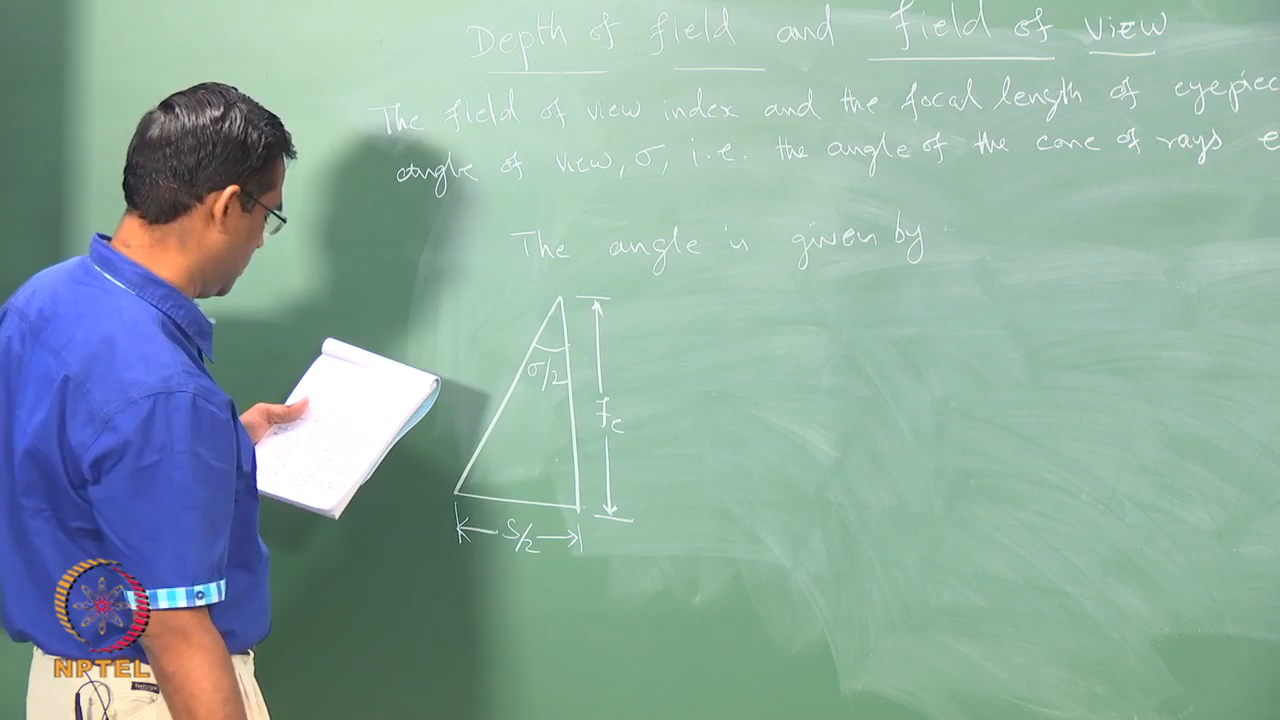 Depth of field and field of view
The field of view index and the focal length of eyepiec
angle of view, σ, i.e. the angle of the cone of rays e
The angle is given by
σ/2
fe
S/2
NPTEL